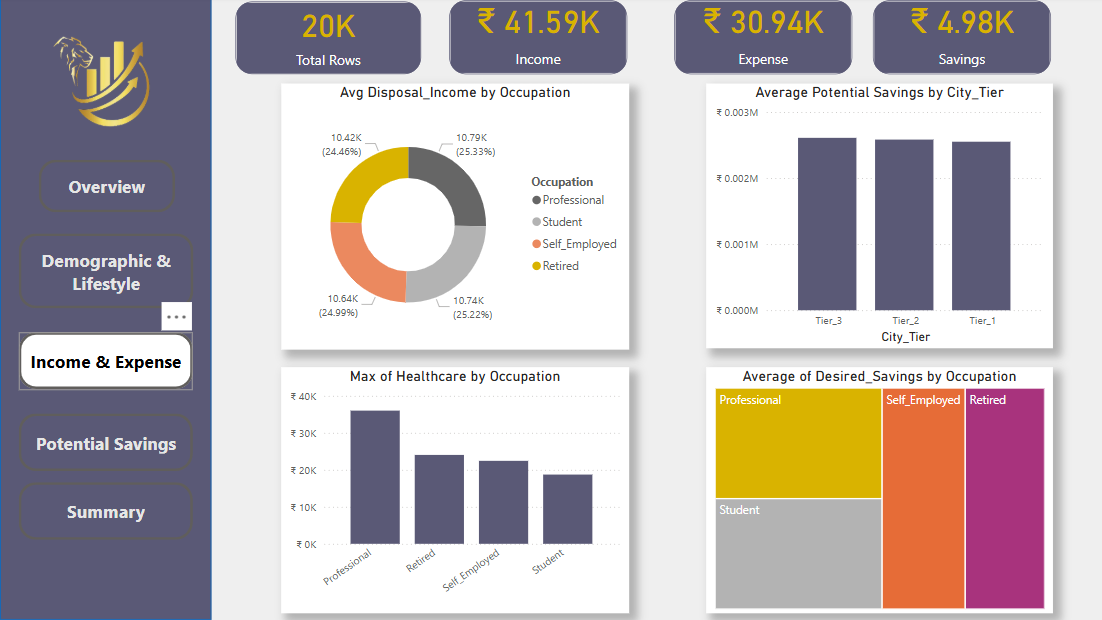 Overview
Demographic &
Lifestyle
Income & Expense
Potential Savings
Summary
20K
Total Rows
₹ 41.59K
Income
₹ 30.94K
Expense
₹ 4.98K
Savings
Avg Disposal_Income by Occupation
10.42K
(24.46%)
10.79K
(25.33%)
10.64K
(24.99%)
10.74K
(25.22%)
Occupation
Professional
Student
Self_Employed
Retired
Average Potential Savings by City_Tier
₹ 0.003M
₹ 0.002M
₹ 0.001M
₹ 0.000M
Tier_3 Tier_2 Tier_1
City_Tier
Max of Healthcare by Occupation
₹ 40K
₹ 30K
₹ 20K
₹ 10K
₹ 0K
Professional Retired Self_Employed Student
Average of Desired_Savings by Occupation
Professional Self_Employed Retired
Student